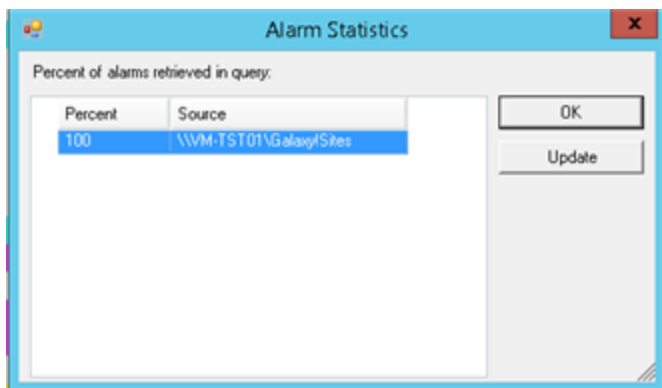 Alarm Statistics
x
Percent of alarms retrieved in query:
Percent Source
100 \\VM-TST01\Galaxy!Sites
OK
Update